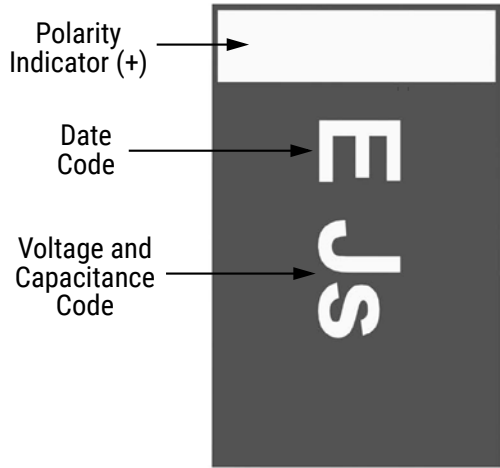 Polarity
Indicator (+)
Date
Code
Voltage and
Capacitance
Code
E Js